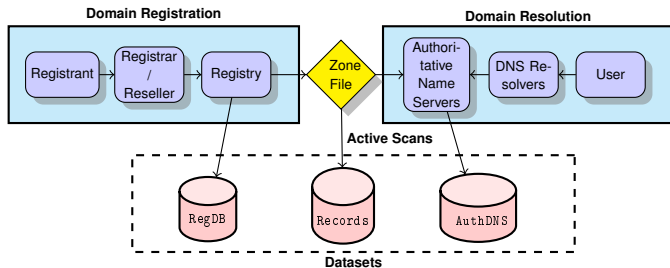 Domain Registration
Domain Resolution
Registrant
Registrar
/
Reseller
Registry
Zone
File
Authori-
tative
Name
Servers
DNS Re-
solvers
User
Active Scans
RegDB
Records
AuthDNS
Datasets